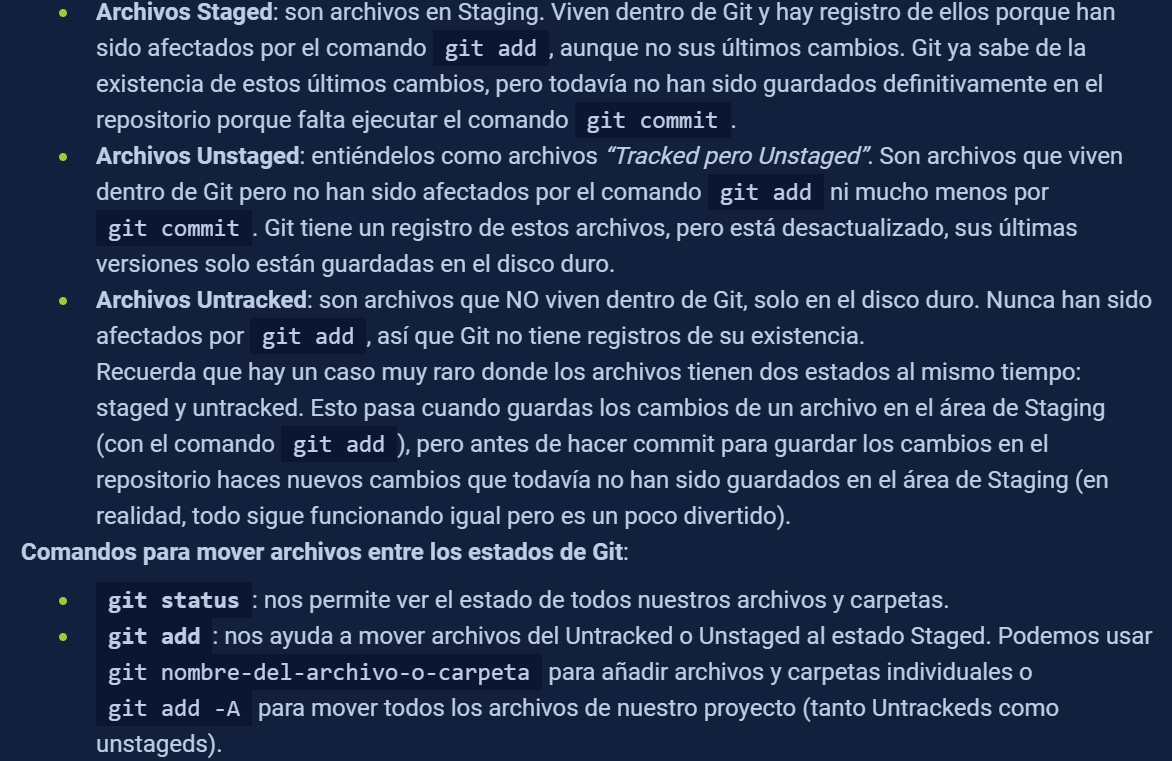 Archivos Staged: son archivos en Staging. Viven dentro de Git y hay registro de ellos porque han
sido afectados por el comando git add, aunque no sus últimos cambios. Git ya sabe de la
existencia de estos últimos cambios, pero todavía no han sido guardados definitivamente en el
repositorio porque falta ejecutar el comando git commit.
Archivos Unstaged: entiéndelos como archivos “Tracked pero Unstaged”. Son archivos que viven
dentro de Git pero no han sido afectados por el comando git add ni mucho menos por
git commit. Git tiene un registro de estos archivos, pero está desactualizado, sus últimas
versiones solo están guardadas en el disco duro.
Archivos Untracked: son archivos que NO viven dentro de Git, solo en el disco duro. Nunca han sido
afectados por git add, así que Git no tiene registros de su existencia.
Recuerda que hay un caso muy raro donde los archivos tienen dos estados al mismo tiempo:
staged y untracked. Esto pasa cuando guardas los cambios de un archivo en el área de Staging
(con el comando git add), pero antes de hacer commit para guardar los cambios en el
repositorio haces nuevos cambios que todavía no han sido guardados en el área de Staging (en
realidad, todo sigue funcionando igual pero es un poco divertido).
Comandos para mover archivos entre los estados de Git:
git status: nos permite ver el estado de todos nuestros archivos y carpetas.
git add: nos ayuda a mover archivos del Untracked o Unstaged al estado Staged. Podemos usar
git nombre-del-archivo-o-carpeta para añadir archivos y carpetas individuales o
git add -A para mover todos los archivos de nuestro proyecto (tanto Untrackeds como
unstageds).